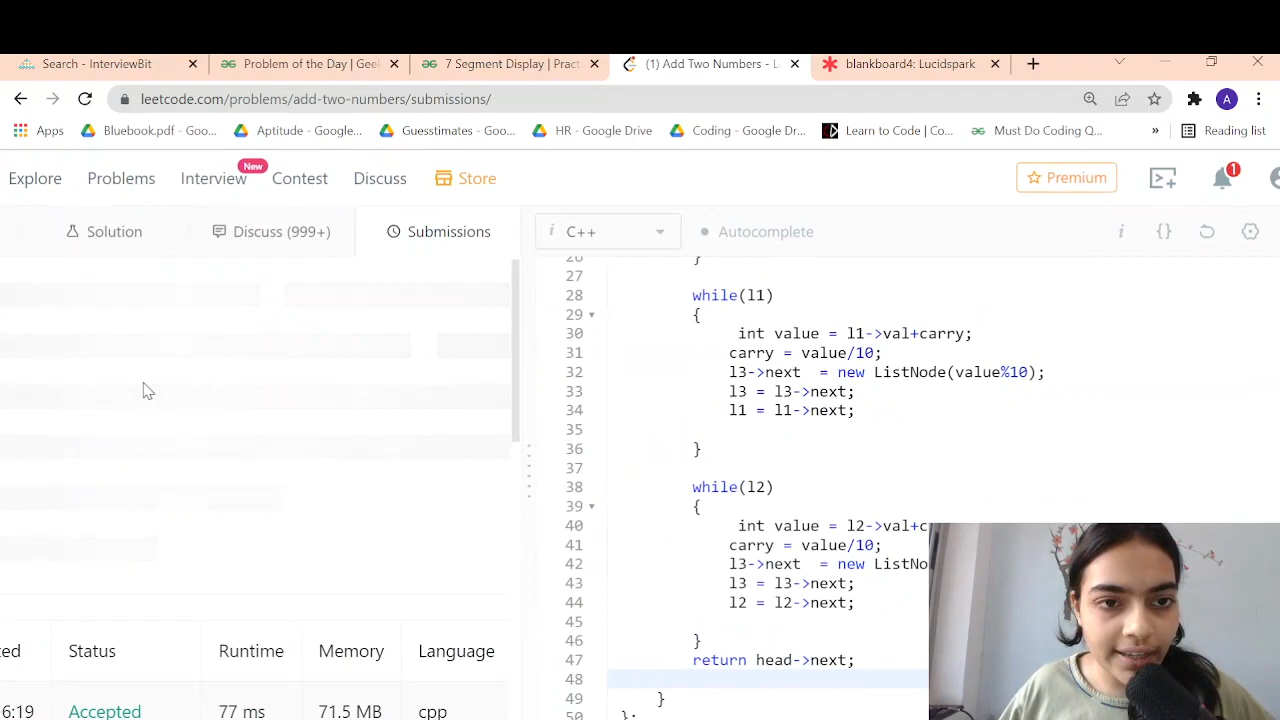 Search - InterviewBit × Problem of the Day | Geek × 7 Segment Display | Pract × (1) Add Two Numbers - L × blankboard4: Lucidspark × +
leetcode.com/problems/add-two-numbers/submissions/ A
Apps Bluebook.pdf - Goo... Aptitude - Google... Guesstimates - Goo... HR - Google Drive Coding - Google Dr... Learn to Code | Co... Must Do Coding Q... » Reading list
Explore Problems Interview New Contest Discuss Store Premium 1
Solution Discuss (999+) Submissions i C++ Autocomplete i {}
26 }
27
28 while(l1)
29 {
30 int value = l1->val+carry;
31 carry = value/10;
32 l3->next = new ListNode(value%10);
33 l3 = l3->next;
34 l1 = l1->next;
35
36 }
37
38 while(l2)
39 {
40 int value = l2->val+c
41 carry = value/10;
42 l3->next = new ListNo
43 l3 = l3->next;
44 l2 = l2->next;
45
46 }
47 return head->next;
48
49 }
50 };
ed Status Runtime Memory Language
6:19 Accepted 77 ms 71.5 MB cpp